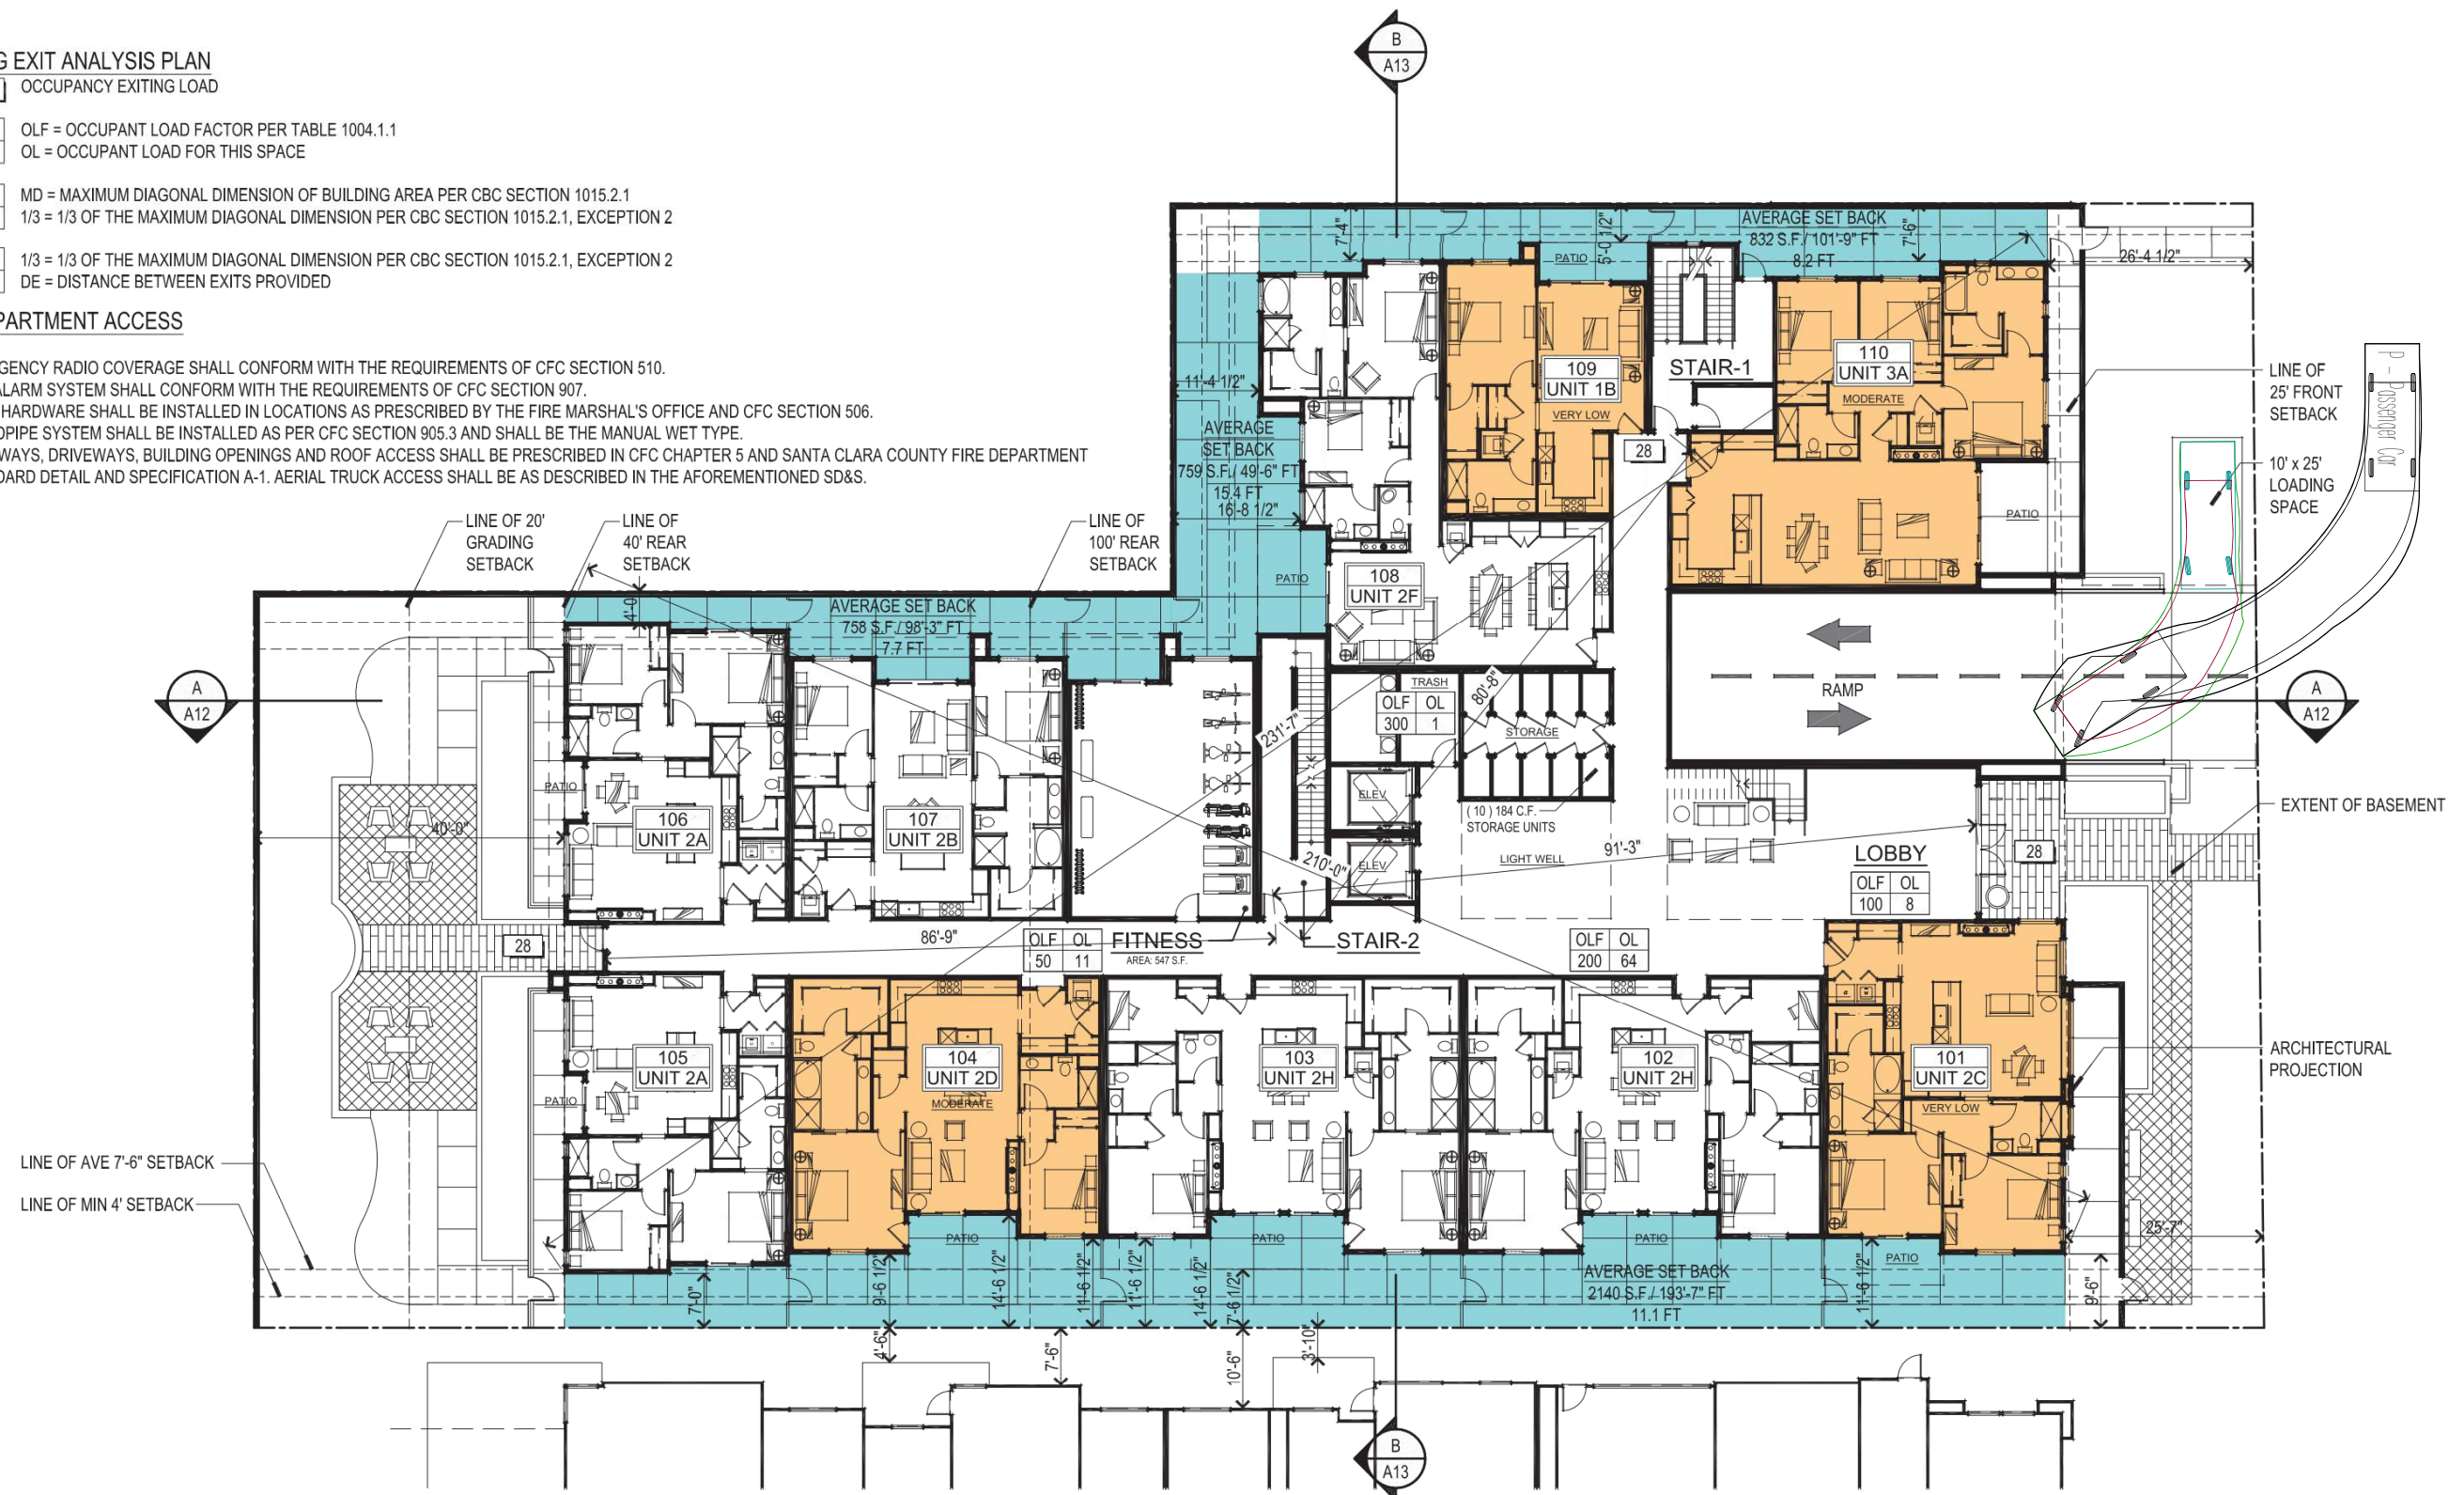 G EXIT ANALYSIS PLAN
OCCUPANCY EXITING LOAD
OLF = OCCUPANT LOAD FACTOR PER TABLE 1004.1.1
OL = OCCUPANT LOAD FOR THIS SPACE
MD = MAXIMUM DIAGONAL DIMENSION OF BUILDING AREA PER CBC SECTION 1015.2.1
1/3 = 1/3 OF THE MAXIMUM DIAGONAL DIMENSION PER CBC SECTION 1015.2.1, EXCEPTION 2
1/3 = 1/3 OF THE MAXIMUM DIAGONAL DIMENSION PER CBC SECTION 1015.2.1, EXCEPTION 2
DE = DISTANCE BETWEEN EXITS PROVIDED
PARTMENT ACCESS
GENCY RADIO COVERAGE SHALL CONFORM WITH THE REQUIREMENTS OF CFC SECTION 510.
ALARM SYSTEM SHALL CONFORM WITH THE REQUIREMENTS OF CFC SECTION 907.
HARDWARE SHALL BE INSTALLED IN LOCATIONS AS PRESCRIBED BY THE FIRE MARSHAL'S OFFICE AND CFC SECTION 506.
DPIPE SYSTEM SHALL BE INSTALLED AS PER CFC SECTION 905.3 AND SHALL BE THE MANUAL WET TYPE.
WAYS, DRIVEWAYS, BUILDING OPENINGS AND ROOF ACCESS SHALL BE PRESCRIBED IN CFC CHAPTER 5 AND SANTA CLARA COUNTY FIRE DEPARTMENT
DARD DETAIL AND SPECIFICATION A-1. AERIAL TRUCK ACCESS SHALL BE AS DESCRIBED IN THE AFOREMENTIONED SD&S.
B
A13
AVERAGE SET BACK
832 S.F./ 101'-9" FT
8.2 FT
7'-4"
5'-0 1/2"
7'-6"
26'-4 1/2"
PATIO
109
UNIT 1B
VERY LOW
STAIR-1
110
UNIT 3A
MODERATE
28
PATIO
LINE OF
25' FRONT
SETBACK
P - Passenger Car
10' x 25'
LOADING
SPACE
11'-4 1/2"
AVERAGE
SET BACK
759 S.F./ 49'-6" FT
15.4 FT
16'-8 1/2"
PATIO
108
UNIT 2F
LINE OF 20'
GRADING
SETBACK
LINE OF
40' REAR
SETBACK
LINE OF
100' REAR
SETBACK
4'-0"
AVERAGE SET BACK
758 S.F./ 98'-3" FT
7.7 FT
A
A12
RAMP
A
A12
TRASH
OLF OL
300 1
80'-8"
STORAGE
231'-7"
ELEV
( 10 ) 184 C.F.
STORAGE UNITS
ELEV
210'-0"
LIGHT WELL
91'-3"
LOBBY
OLF OL
100 8
28
EXTENT OF BASEMENT
PATIO
40'-0"
106
UNIT 2A
107
UNIT 2B
28
86'-9"
OLF OL
50 11
FITNESS
AREA: 547 S.F.
STAIR-2
OLF OL
200 64
105
UNIT 2A
PATIO
104
UNIT 2D
MODERATE
103
UNIT 2H
102
UNIT 2H
101
UNIT 2C
VERY LOW
ARCHITECTURAL
PROJECTION
LINE OF AVE 7'-6" SETBACK
LINE OF MIN 4' SETBACK
PATIO
PATIO
PATIO
PATIO
25'-7"
7'-0"
9'-6 1/2"
14'-6 1/2"
11'-6 1/2"
11'-6 1/2"
14'-6 1/2"
7'-6 1/2"
AVERAGE SET BACK
2140 S.F./ 193'-7" FT
11.1 FT
11'-6 1/2"
9'-6"
4'-6"
7'-6"
10'-6"
3'-10"
B
A13